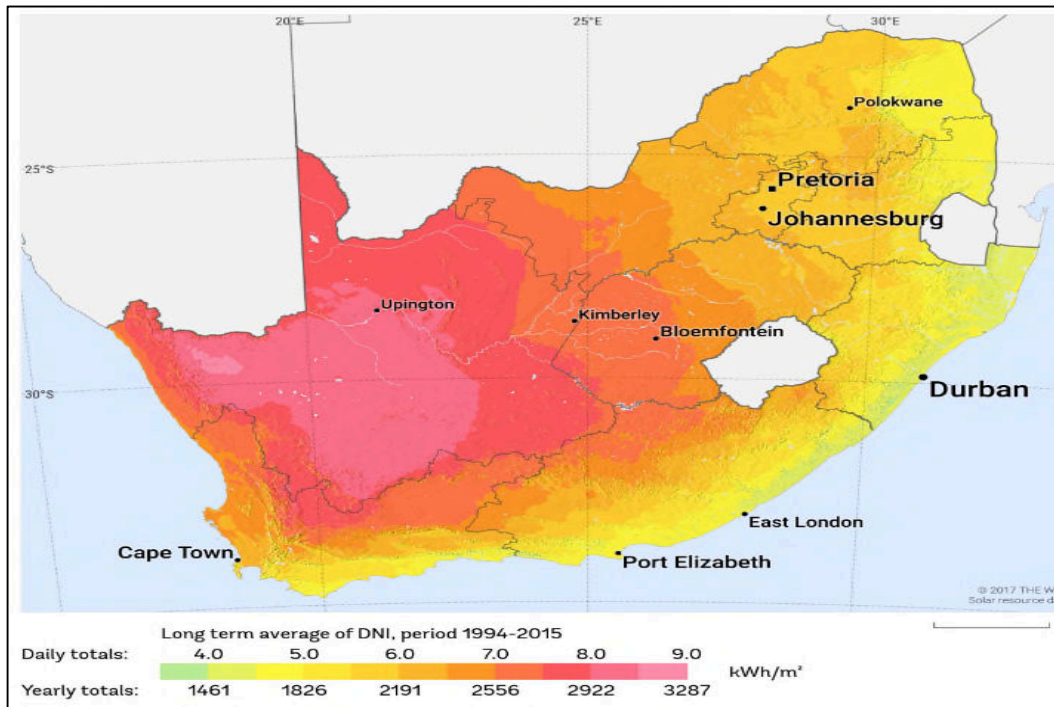 20°E 25°E 30°E
Polokwane
25°S
Pretoria
Johannesburg
Upington
Kimberley
Bloemfontein
30°S
Durban
East London
Cape Town
Port Elizabeth
© 2017 THE W
Solar resource d
Long term average of DNI, period 1994-2015
Daily totals: 4.0 5.0 6.0 7.0 8.0 9.0 kWh/m²
Yearly totals: 1461 1826 2191 2556 2922 3287